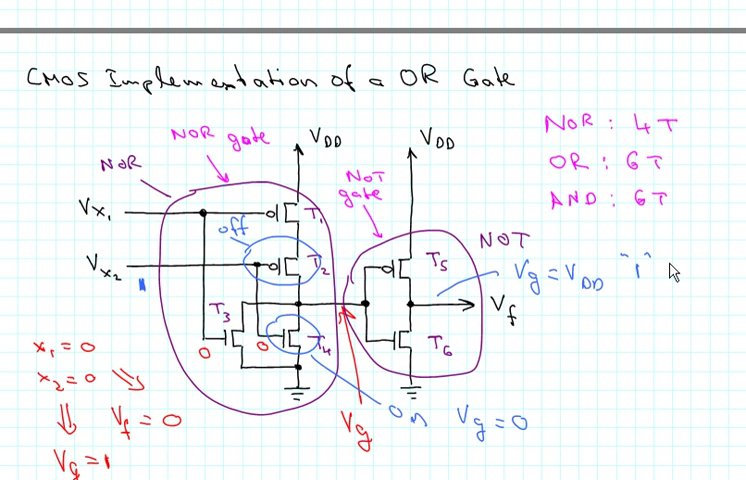 CMOS Implementation of a OR Gate
NOR gate
VDD
VDD
NOR : 4T
NOR
NOT
gate
OR : 6T
AND : 6T
Vx1
T1
off
NOT
Vx2
T2
T5
Vg = VDD "1"
1
T3
Vf
x1 = 0
0
0
T4
T6
x2 = 0
Vf = 0
Vg
on
Vg = 0
Vg = 1